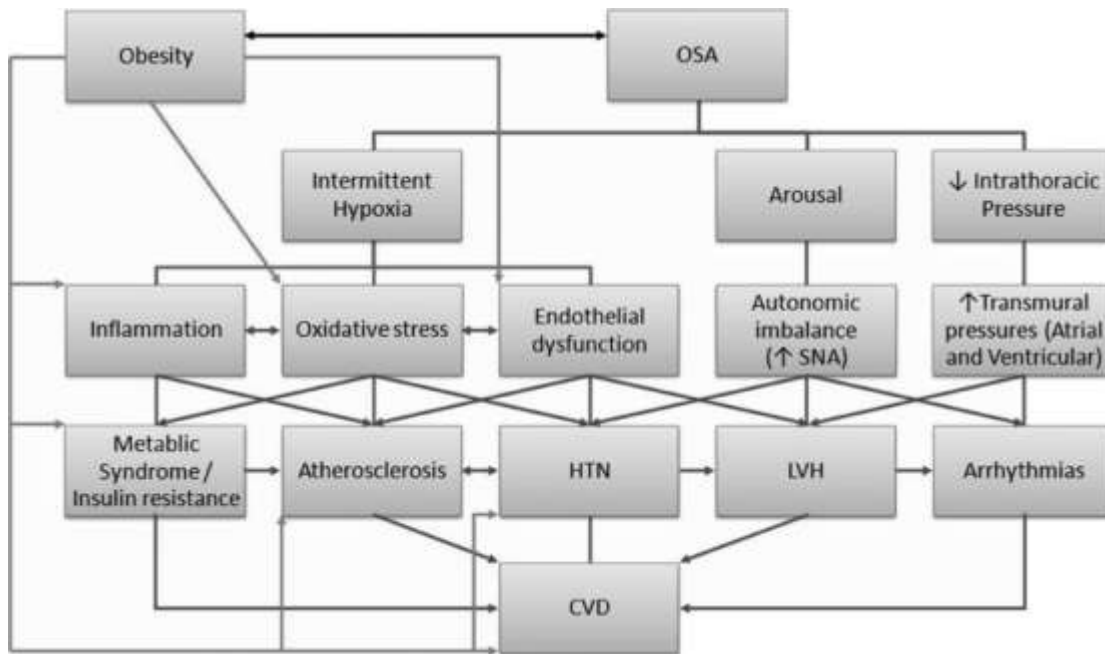 Obesity
OSA
Intermittent
Hypoxia
Arousal
↓ Intrathoracic
Pressure
Inflammation
Oxidative stress
Endothelial
dysfunction
Autonomic
imbalance
(↑ SNA)
↑Transmural
pressures (Atrial
and Ventricular)
Metablic
Syndrome /
Insulin resistance
Atherosclerosis
HTN
LVH
Arrhythmias
CVD